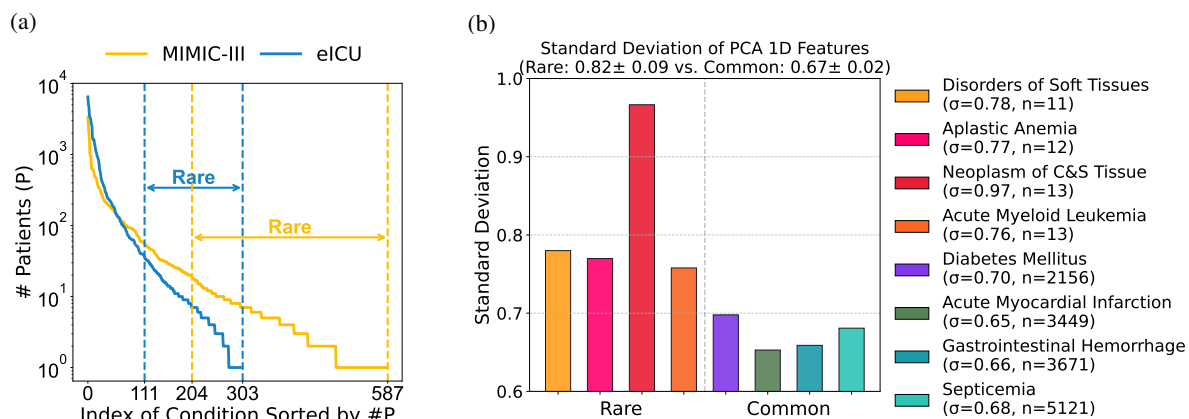 (a)
MIMIC-III
eICU
# Patients (P)
10^4
10^3
10^2
10^1
10^0
Rare
Rare
0
111
204
303
587
Index of Condition Sorted by #P
(b)
Standard Deviation of PCA 1D Features
(Rare: 0.82± 0.09 vs. Common: 0.67± 0.02)
Standard Deviation
1.0
0.9
0.8
0.7
0.6
Rare
Common
Disorders of Soft Tissues
(σ=0.78, n=11)
Aplastic Anemia
(σ=0.77, n=12)
Neoplasm of C&S Tissue
(σ=0.97, n=13)
Acute Myeloid Leukemia
(σ=0.76, n=13)
Diabetes Mellitus
(σ=0.70, n=2156)
Acute Myocardial Infarction
(σ=0.65, n=3449)
Gastrointestinal Hemorrhage
(σ=0.66, n=3671)
Septicemia
(σ=0.68, n=5121)